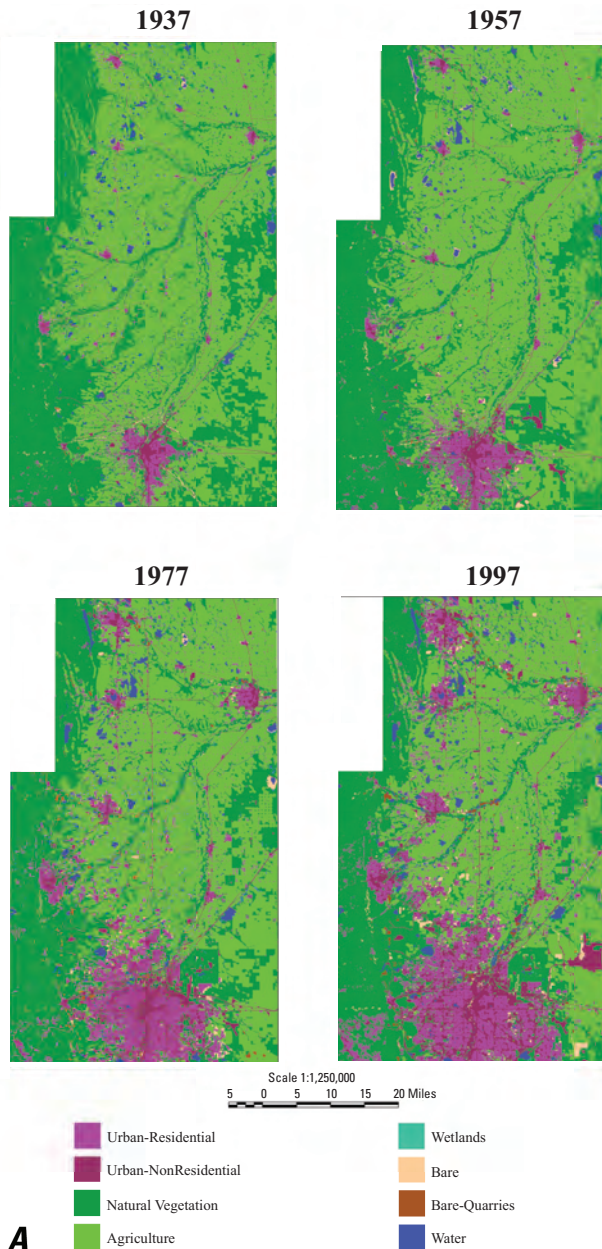 1937
1957
1977
1997
Scale 1:1,250,000
5 0 5 10 15 20 Miles
Urban-Residential
Urban-NonResidential
Natural Vegetation
Agriculture
Wetlands
Bare
Bare-Quarries
Water
A